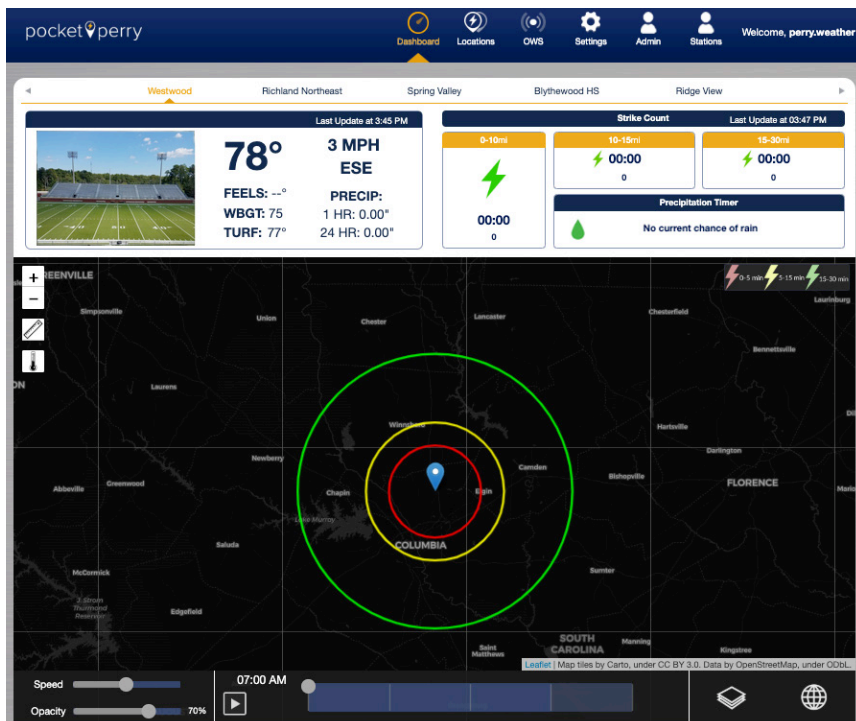 pocket perry
Dashboard
Locations
OWS
Settings
Admin
Stations
Welcome, perry.weather
Westwood
Richland Northeast
Spring Valley
Blythewood HS
Ridge View
Last Update at 3:45 PM
78°
3 MPH
ESE
FEELS: --°
WBGT: 75
TURF: 77°
PRECIP:
1 HR: 0.00"
24 HR: 0.00"
Strike Count
Last Update at 03:47 PM
0-10mi
00:00
0
10-15mi
00:00
0
15-30mi
00:00
0
Precipitation Timer
No current chance of rain
+
−
REENVILLE
0-5 min
5-15 min
15-30 min
Laurinburg
Simpsonville
Union
Chester
Lancaster
Chesterfield
Bennettsville
ON
Laurens
Winnsboro
Hartsville
Newberry
Darlington
Camden
Bishopville
FLORENCE
Abbeville
Greenwood
Chapin
Elgin
Lake Murray
COLUMBIA
Saluda
McCormick
Sumter
J. Strom
Thurmond
Reservoir
Edgefield
Saint
Matthews
SOUTH
CAROLINA
Manning
Kingstree
Leaflet | Map tiles by Carto, under CC BY 3.0. Data by OpenStreetMap, under ODbL.
Speed
07:00 AM
Opacity
70%